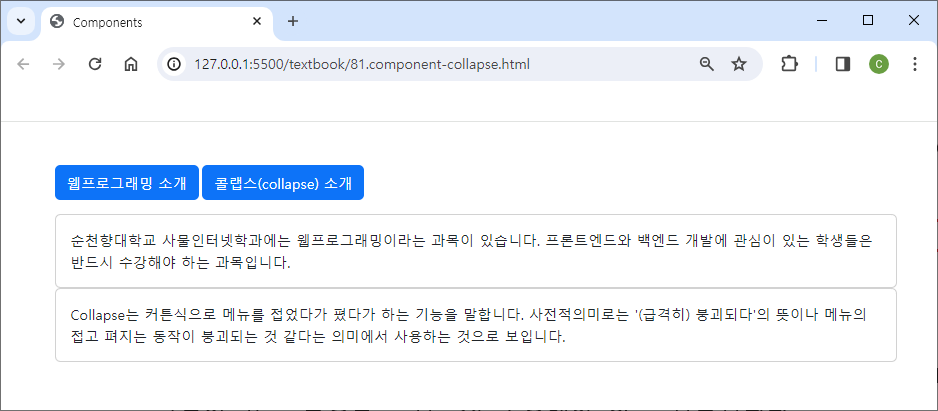 Components
127.0.0.1:5500/textbook/81.component-collapse.html
C
웹프로그래밍 소개 콜랩스(collapse) 소개
순천향대학교 사물인터넷학과에는 웹프로그래밍이라는 과목이 있습니다. 프론트엔드와 백엔드 개발에 관심이 있는 학생들은
반드시 수강해야 하는 과목입니다.
Collapse는 커튼식으로 메뉴를 접었다가 폈다가 하는 기능을 말합니다. 사전적의미로는 '(급격히) 붕괴되다'의 뜻이나 메뉴의
접고 펴지는 동작이 붕괴되는 것 같다는 의미에서 사용하는 것으로 보입니다.